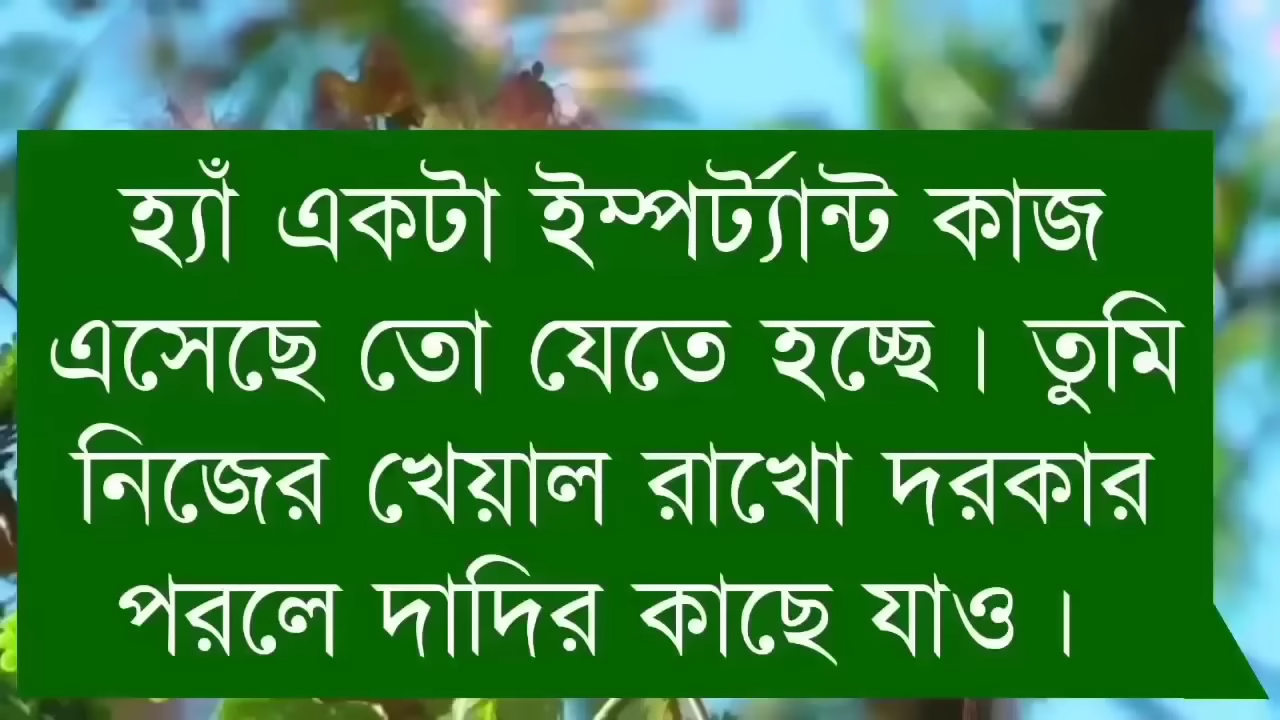 হ্যাঁ একটা ইম্পর্ট্যান্ট কাজ
এসেছে তো যেতে হচ্ছে। তুমি
নিজের খেয়াল রাখো দরকার
পরলে দাদির কাছে যাও।